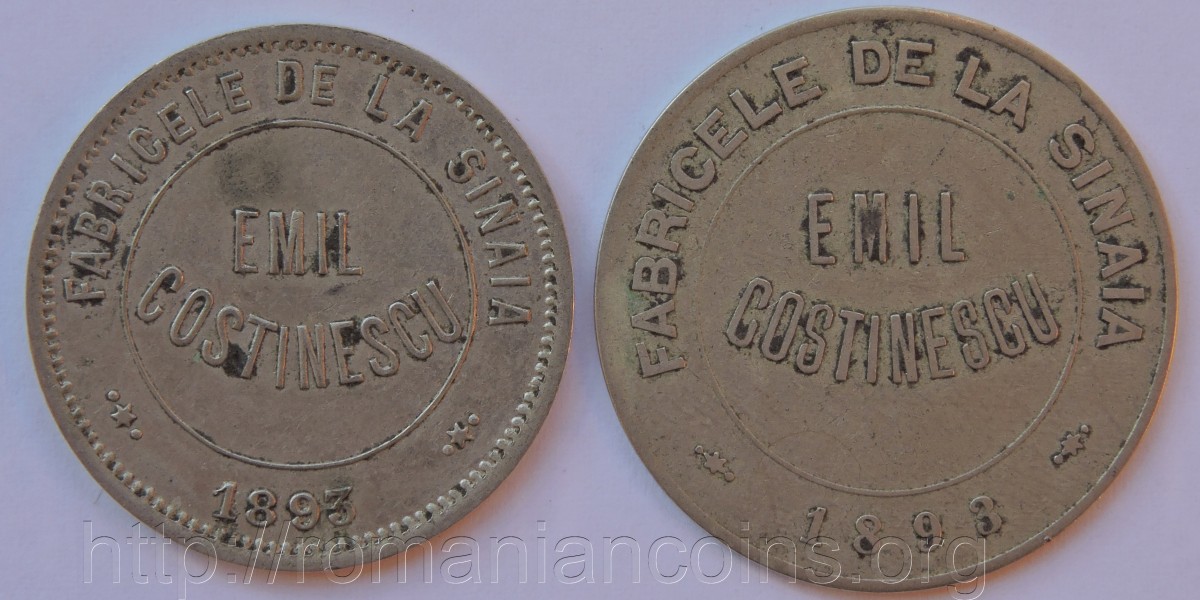 FABRICELE DE LA SINAIA
EMIL
COSTINESCU
1893
FABRICELE DE LA SINAIA
EMIL
COSTINESCU
1893
http://romaniancoins.org